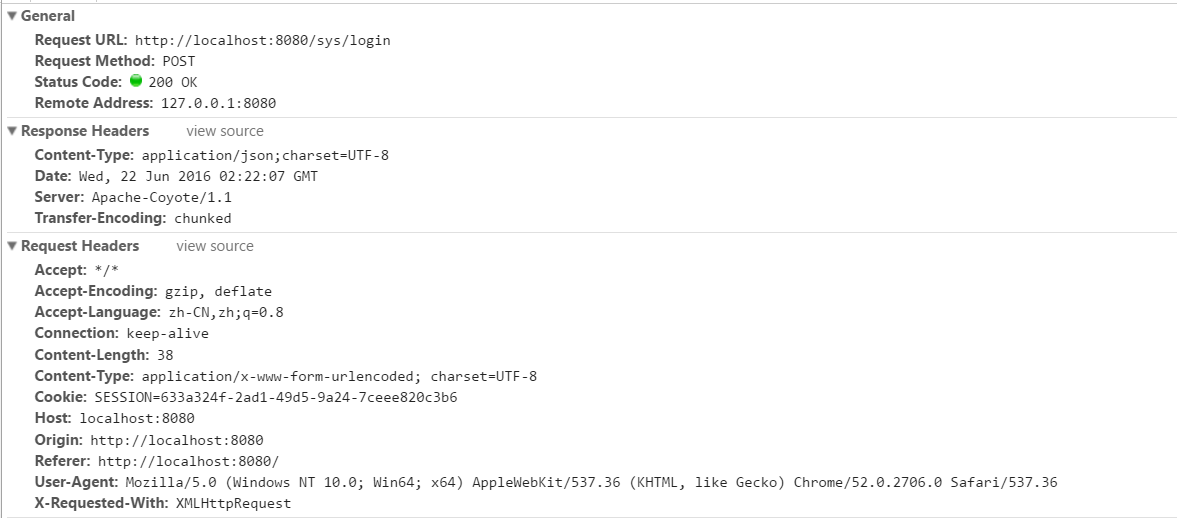 General
Request URL: http://localhost:8080/sys/login
Request Method: POST
Status Code: 200 OK
Remote Address: 127.0.0.1:8080
Response Headers view source
Content-Type: application/json;charset=UTF-8
Date: Wed, 22 Jun 2016 02:22:07 GMT
Server: Apache-Coyote/1.1
Transfer-Encoding: chunked
Request Headers view source
Accept: */*
Accept-Encoding: gzip, deflate
Accept-Language: zh-CN,zh;q=0.8
Connection: keep-alive
Content-Length: 38
Content-Type: application/x-www-form-urlencoded; charset=UTF-8
Cookie: SESSION=633a324f-2ad1-49d5-9a24-7ceee820c3b6
Host: localhost:8080
Origin: http://localhost:8080
Referer: http://localhost:8080/
User-Agent: Mozilla/5.0 (Windows NT 10.0; Win64; x64) AppleWebKit/537.36 (KHTML, like Gecko) Chrome/52.0.2706.0 Safari/537.36
X-Requested-With: XMLHttpRequest